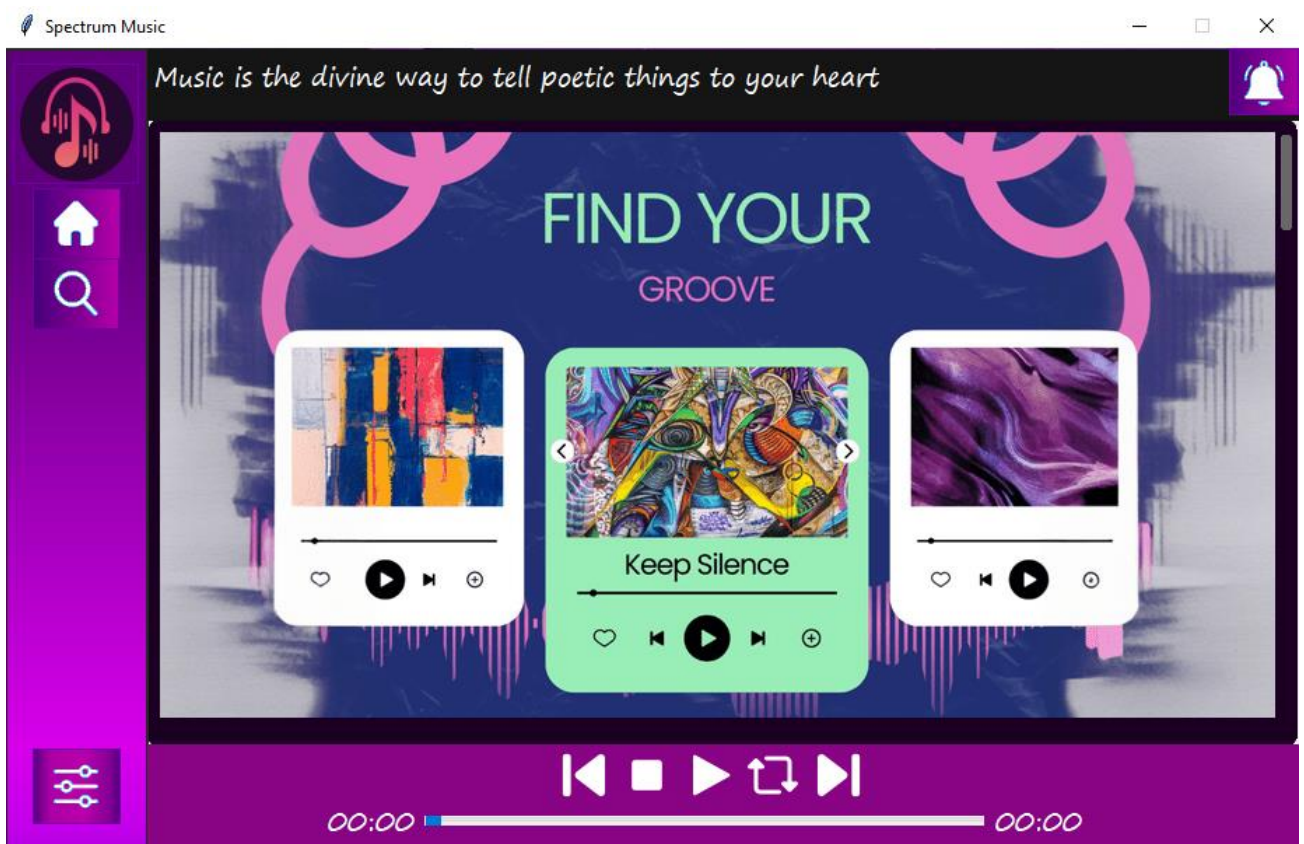 Spectrum Music
Music is the divine way to tell poetic things to your heart
FIND YOUR
GROOVE
Keep Silence
00:00 00:00